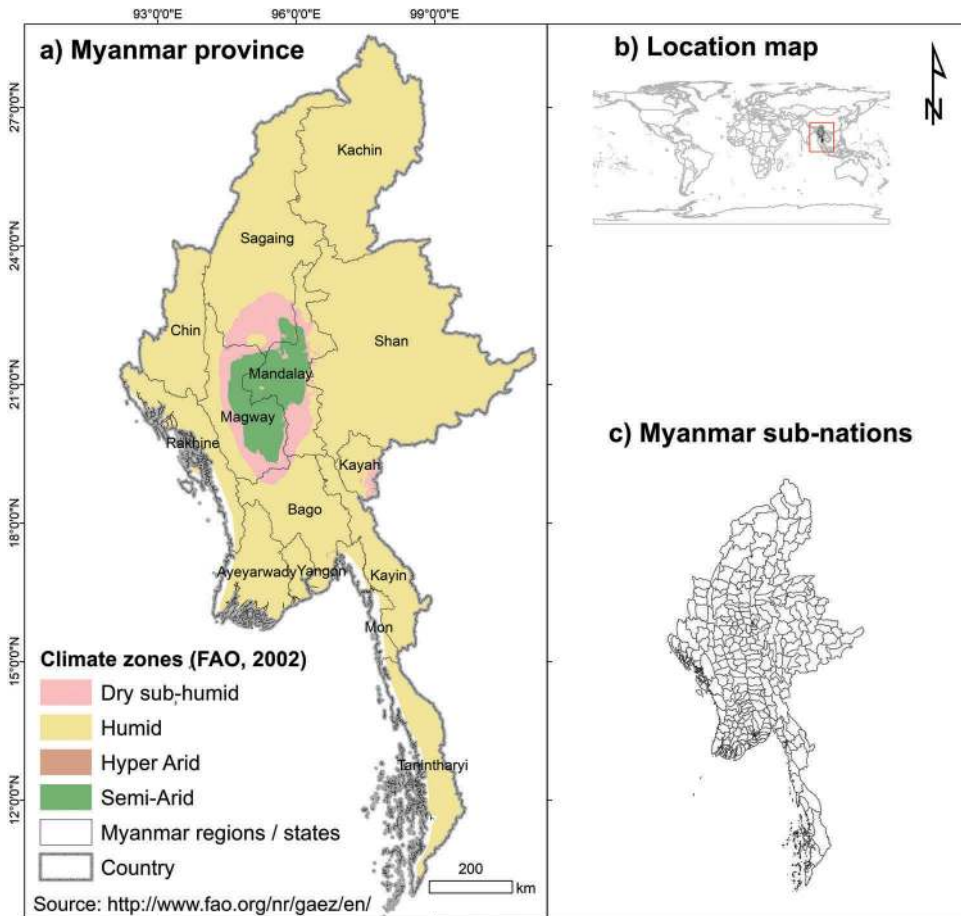 93°0'0"E 96°0'0"E 99°0'0"E
a) Myanmar province
27°0'0"N
24°0'0"N
21°0'0"N
18°0'0"N
15°0'0"N
12°0'0"N
Kachin
Sagaing
Chin
Shan
Mandalay
Magway
Rakhine
Kayah
Bago
Ayeyarwady
Yangon
Kayin
Mon
Tanintharyi
Climate zones (FAO, 2002)
Dry sub-humid
Humid
Hyper Arid
Semi-Arid
Myanmar regions / states
Country
200
km
Source: http://www.fao.org/nr/gaez/en/
b) Location map
N
c) Myanmar sub-nations